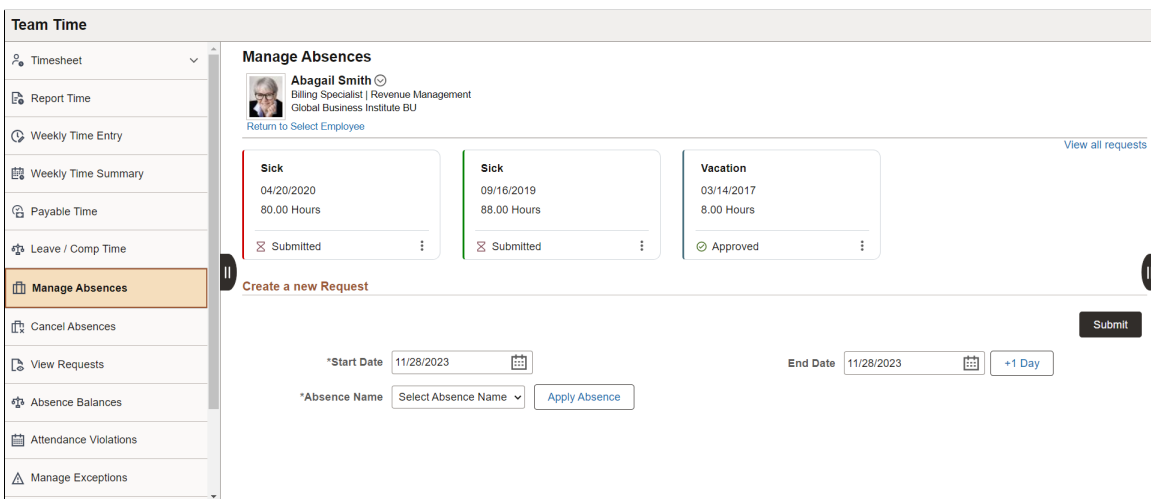 Team Time
Timesheet
Report Time
Weekly Time Entry
Weekly Time Summary
Payable Time
Leave / Comp Time
Manage Absences
Cancel Absences
View Requests
Absence Balances
Attendance Violations
Manage Exceptions
Manage Absences
Abagail Smith
Billing Specialist | Revenue Management
Global Business Institute BU
Return to Select Employee
View all requests
Sick
04/20/2020
80.00 Hours
Submitted
Sick
09/16/2019
88.00 Hours
Submitted
Vacation
03/14/2017
8.00 Hours
Approved
Create a new Request
Submit
*Start Date 11/28/2023 End Date 11/28/2023 +1 Day
*Absence Name Select Absence Name Apply Absence